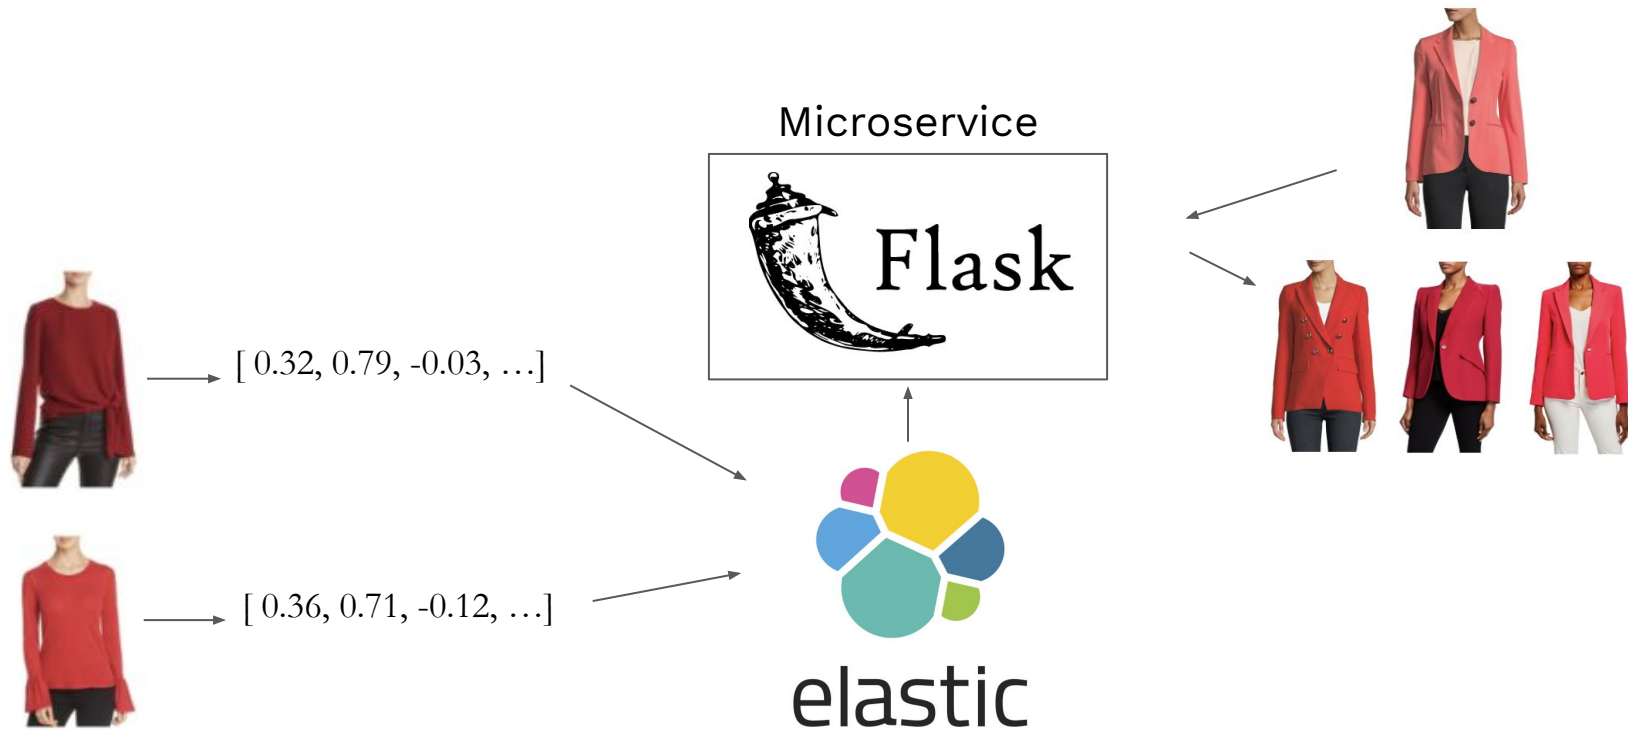 Microservice
Flask
[ 0.32, 0.79, -0.03, …]
[ 0.36, 0.71, -0.12, …]
elastic